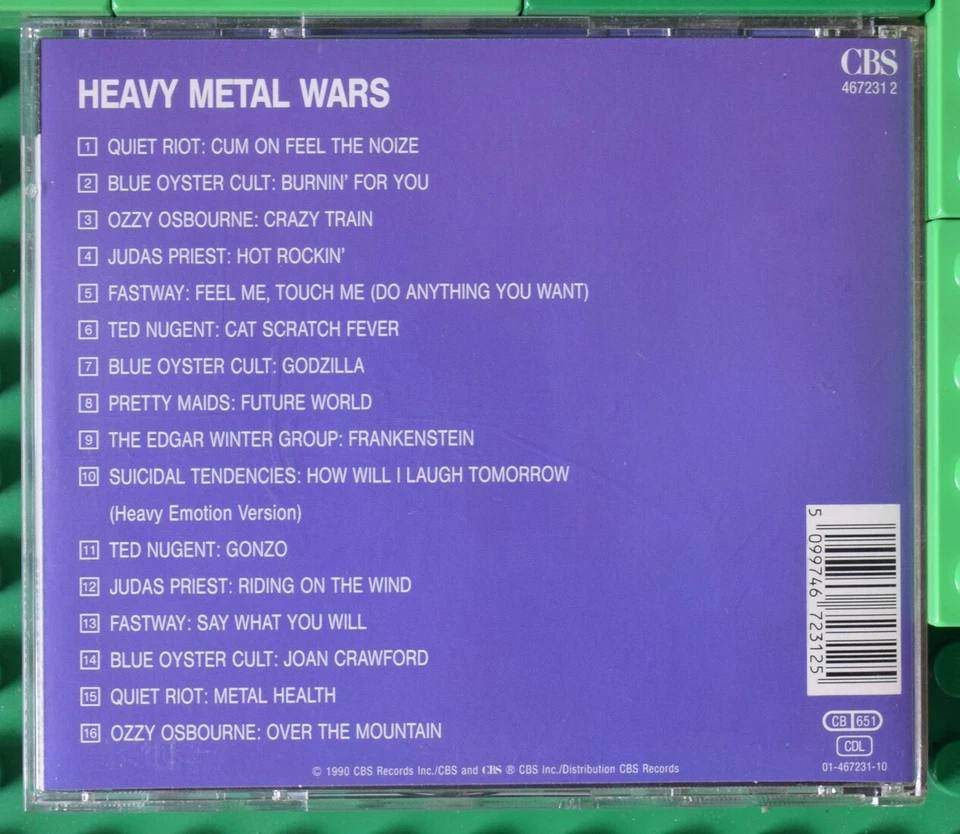 CBS
467231 2
HEAVY METAL WARS
1 QUIET RIOT: CUM ON FEEL THE NOIZE
2 BLUE OYSTER CULT: BURNIN' FOR YOU
3 OZZY OSBOURNE: CRAZY TRAIN
4 JUDAS PRIEST: HOT ROCKIN'
5 FASTWAY: FEEL ME, TOUCH ME (DO ANYTHING YOU WANT)
6 TED NUGENT: CAT SCRATCH FEVER
7 BLUE OYSTER CULT: GODZILLA
8 PRETTY MAIDS: FUTURE WORLD
9 THE EDGAR WINTER GROUP: FRANKENSTEIN
10 SUICIDAL TENDENCIES: HOW WILL I LAUGH TOMORROW
(Heavy Emotion Version)
11 TED NUGENT: GONZO
12 JUDAS PRIEST: RIDING ON THE WIND
13 FASTWAY: SAY WHAT YOU WILL
14 BLUE OYSTER CULT: JOAN CRAWFORD
15 QUIET RIOT: METAL HEALTH
16 OZZY OSBOURNE: OVER THE MOUNTAIN
5 099746 723125
CB 651
CDL
01-467231-10
© 1990 CBS Records Inc./CBS and CBS ® CBS Inc./Distribution CBS Records